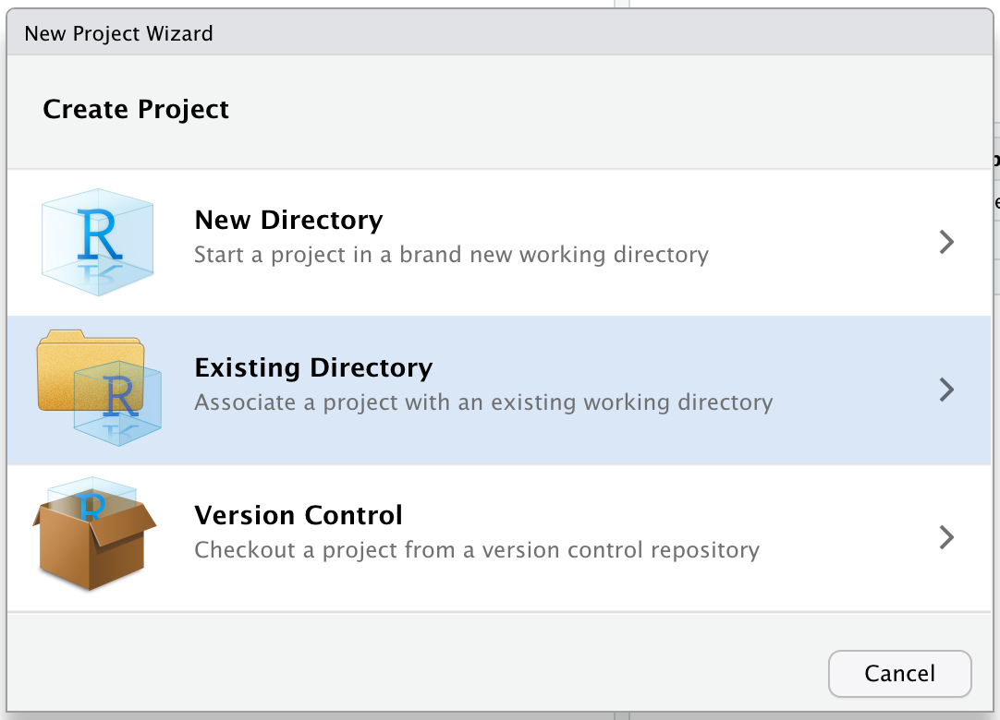 New Project Wizard
Create Project
R
New Directory
Start a project in a brand new working directory
R
Existing Directory
Associate a project with an existing working directory
R
Version Control
Checkout a project from a version control repository
Cancel